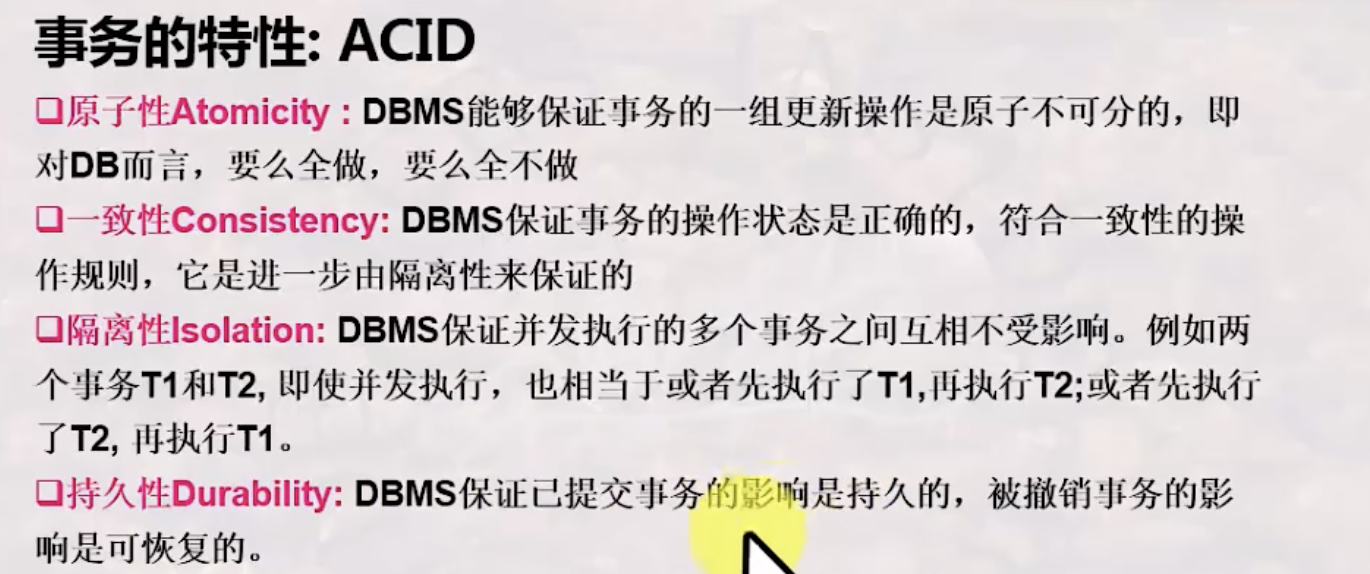 事务的特性: ACID
❑原子性Atomicity : DBMS能够保证事务的一组更新操作是原子不可分的，即
对DB而言，要么全做，要么全不做
❑一致性Consistency: DBMS保证事务的操作状态是正确的，符合一致性的操
作规则，它是进一步由隔离性来保证的
❑隔离性Isolation: DBMS保证并发执行的多个事务之间互相不受影响。例如两
个事务T1和T2, 即使并发执行，也相当于或者先执行了T1,再执行T2;或者先执行
了T2, 再执行T1。
❑持久性Durability: DBMS保证已提交事务的影响是持久的，被撤销事务的影
响是可恢复的。